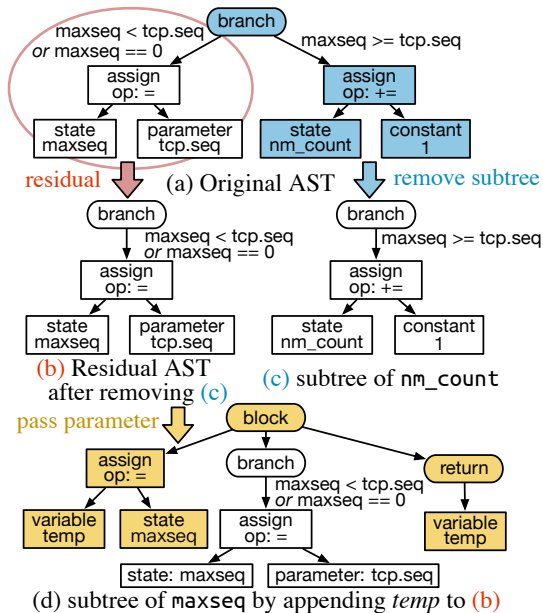 branch
maxseq < tcp.seq
or maxseq == 0
maxseq >= tcp.seq
assign
op: =
assign
op: +=
state
maxseq
parameter
tcp.seq
state
nm_count
constant
1
residual
(a) Original AST
remove subtree
branch
maxseq < tcp.seq
or maxseq == 0
assign
op: =
state
maxseq
parameter
tcp.seq
(b) Residual AST
after removing (c)
branch
maxseq >= tcp.seq
assign
op: +=
state
nm_count
constant
1
(c) subtree of nm_count
pass parameter
block
assign
op: =
branch
return
maxseq < tcp.seq
or maxseq == 0
variable
temp
state
maxseq
assign
op: =
variable
temp
state: maxseq
parameter: tcp.seq
(d) subtree of maxseq by appending temp to (b)